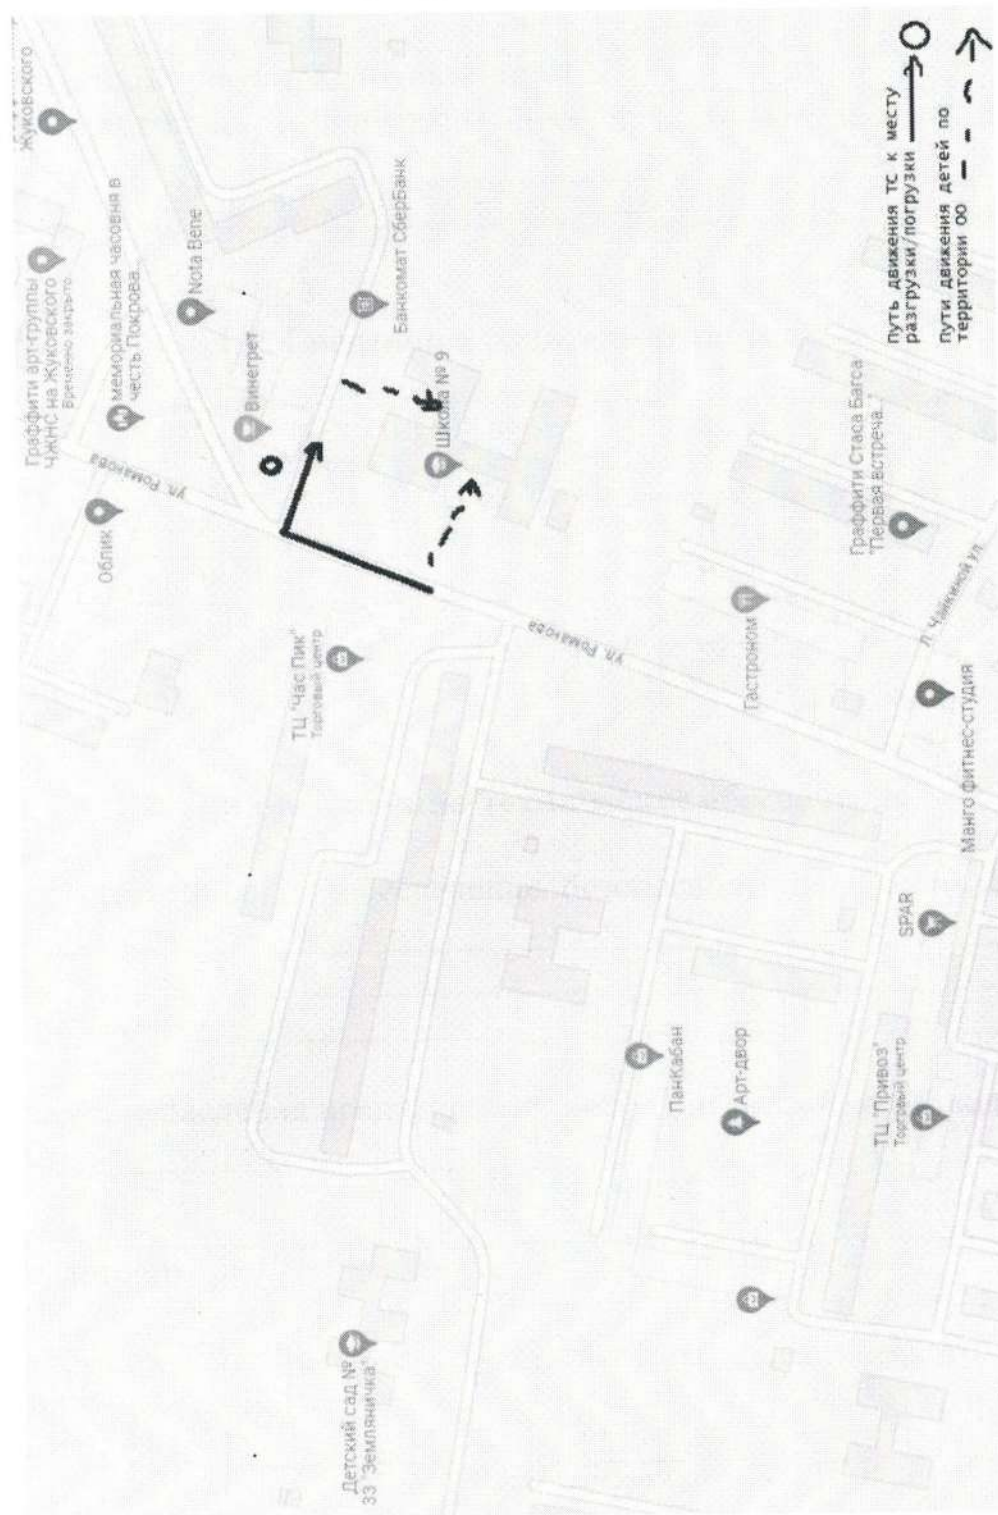 Жуковского
Граффити арт-группы
ЧЖНС на Жуковского
Временно закрыто
мемориальная часовня в
честь Покрова...
Nota Bene
Винегрет
Банкомат СберБанк
Школа № 9
ул. Романова
Облик
ТЦ "Час Пик"
Торговый центр
ул. Романова
Гастроном
Граффити Стаса Багса
"Первая встреча...
Л. Чайкиной ул.
Манго фитнес-студия
SPAR
ПанКабан
Арт-двор
ТЦ "Привоз"
Торговый центр
Детский сад №
33 "Земляничка"
Путь движения ТС к месту
разгрузки/погрузки
Пути движения детей по
территории ОО